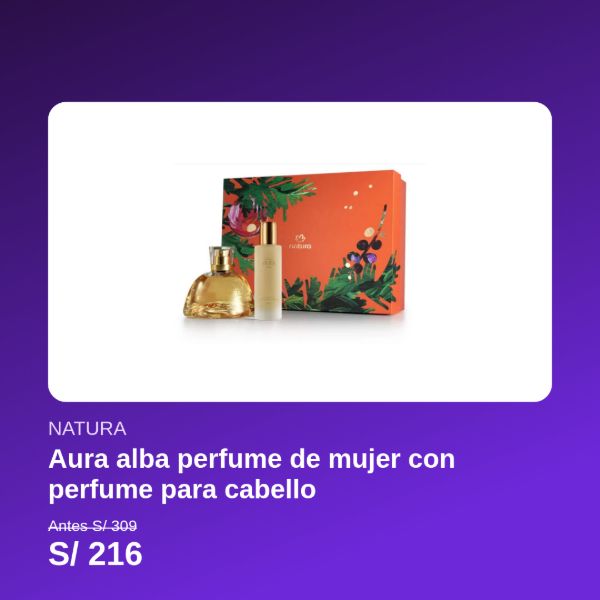 natura
NATURA
Aura alba perfume de mujer con
perfume para cabello
Antes S/ 309
S/ 216